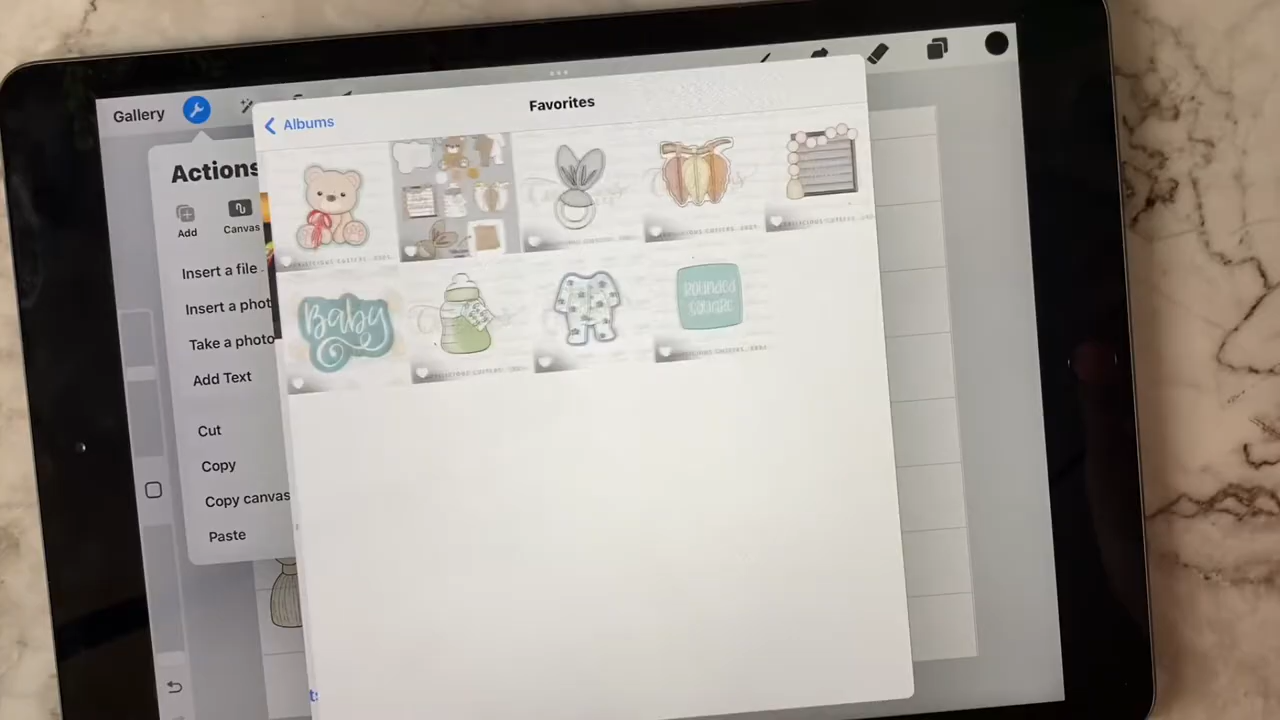 Gallery
Favorites
Albums
Actions
Add
Canvas
Insert a file
Insert a phot
Take a photo
Add Text
Cut
Copy
Copy canvas
Paste
Baby
Rounded
Square